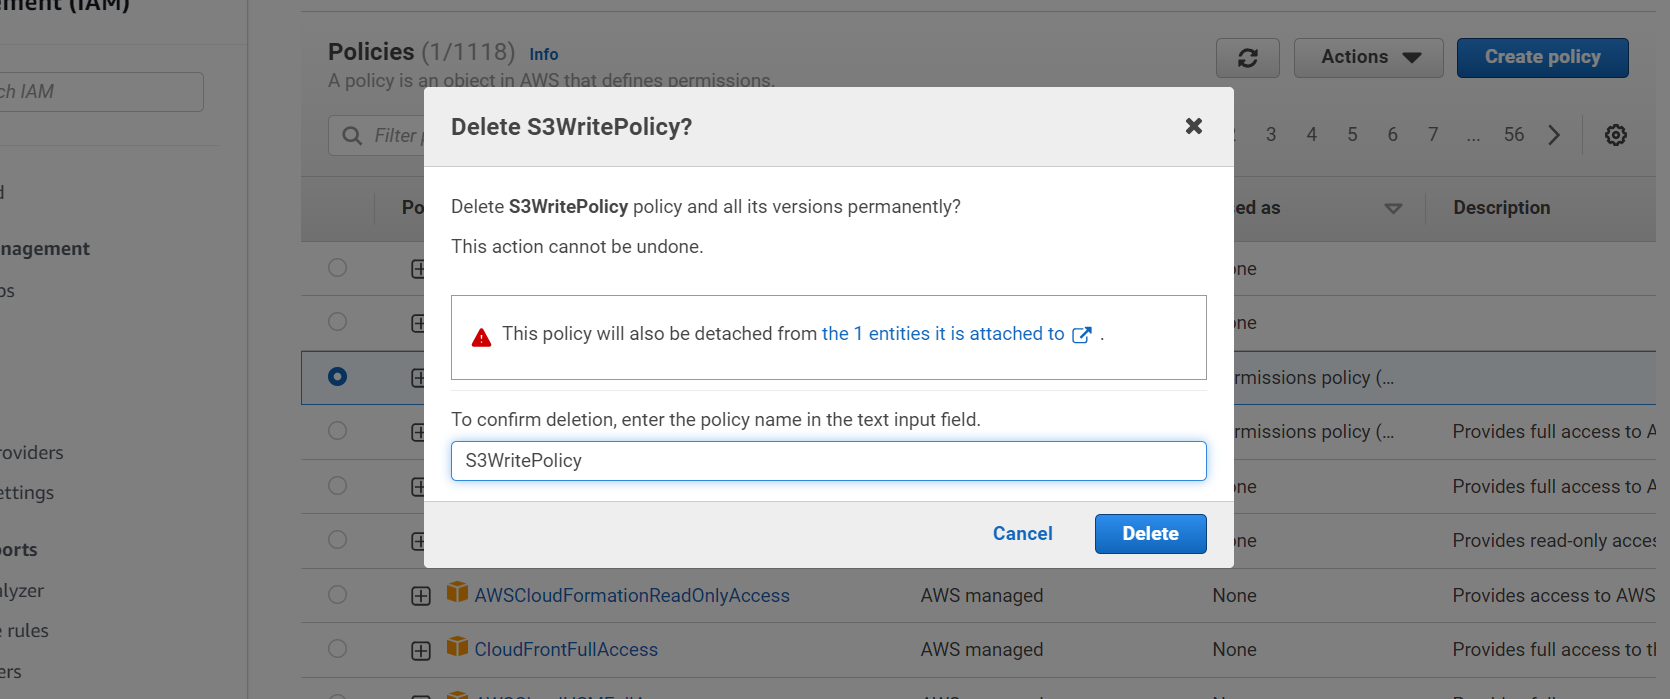 ement (IAM)
Policies (1/1118) Info
A policy is an object in AWS that defines permissions.
Actions
Create policy
ch IAM
Filter
3 4 5 6 7 ... 56
Delete S3WritePolicy?
Delete S3WritePolicy policy and all its versions permanently?
This action cannot be undone.
This policy will also be detached from the 1 entities it is attached to .
To confirm deletion, enter the policy name in the text input field.
S3WritePolicy
Cancel
Delete
Po
ed as
Description
nagement
ps
one
one
rmissions policy (...
rmissions policy (...
Provides full access to A
roviders
one
Provides full access to A
ettings
one
Provides read-only acces
orts
alyzer
AWSCloudFormationReadOnlyAccess
AWS managed
None
Provides access to AWS
e rules
CloudFrontFullAccess
AWS managed
None
Provides full access to t
ers